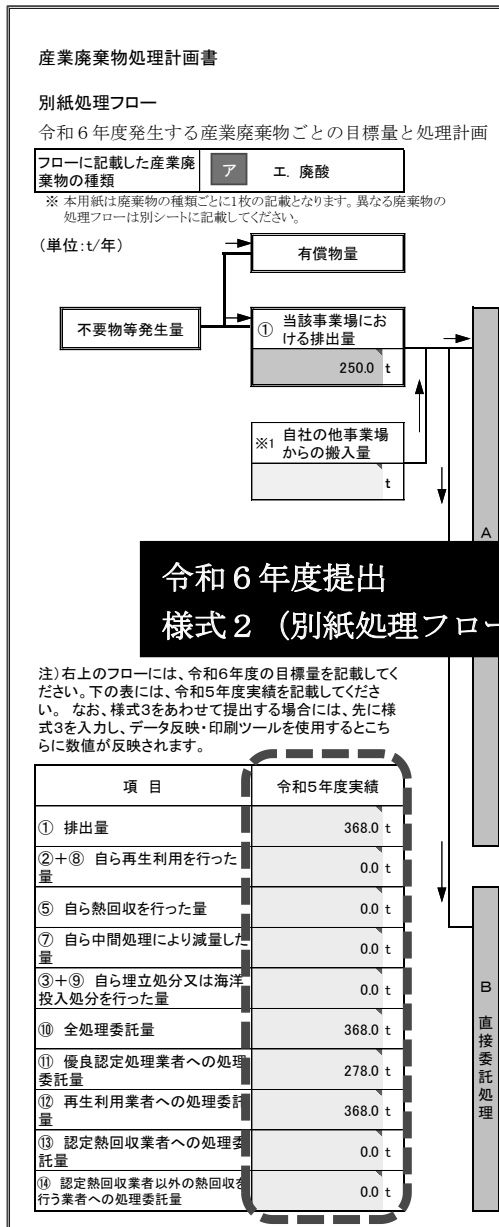 産業廃棄物処理計画書
別紙処理フロー
令和６年度発生する産業廃棄物ごとの目標量と処理計画
フローに記載した産業廃
棄物の種類
ア
エ. 廃酸
※ 本用紙は廃棄物の種類ごとに1枚の記載となります。異なる廃棄物の
処理フローは別シートに記載してください。
(単位:t/年)
有償物量
不要物等発生量
① 当該事業場にお
ける排出量
250.0 t
※1 自社の他事業場
からの搬入量
t
A
令和６年度提出
様式２（別紙処理フロー
注)右上のフローには、令和6年度の目標量を記載してく
ださい。下の表には、令和5年度実績を記載してくださ
い。 なお、様式3をあわせて提出する場合には、先に様
式3を入力し、データ反映・印刷ツールを使用するとこち
らに数値が反映されます。
項 目 令和5年度実績
① 排出量 368.0 t
②＋⑧ 自ら再生利用を行った
量 0.0 t
⑤ 自ら熱回収を行った量 0.0 t
⑦ 自ら中間処理により減量した
量 0.0 t
③＋⑨ 自ら埋立処分又は海洋
投入処分を行った量 0.0 t
⑩ 全処理委託量 368.0 t
⑪ 優良認定処理業者への処理
委託量 278.0 t
⑫ 再生利用業者への処理委託
量 368.0 t
⑬ 認定熱回収業者への処理委
託量 0.0 t
⑭ 認定熱回収業者以外の熱回収を
行う業者への処理委託量 0.0 t
B
直接委託処理